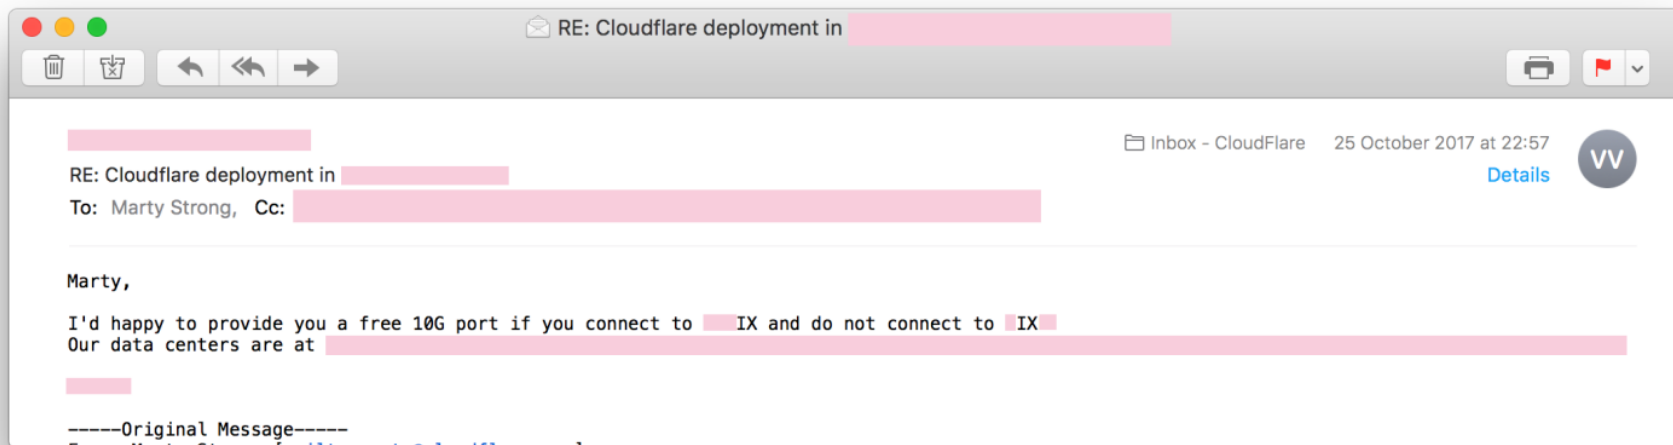 RE: Cloudflare deployment in
Inbox - CloudFlare 25 October 2017 at 22:57
VV
RE: Cloudflare deployment in
Details
To: Marty Strong, Cc:
Marty,
I'd happy to provide you a free 10G port if you connect to IX and do not connect to IX
Our data centers are at
-----Original Message-----